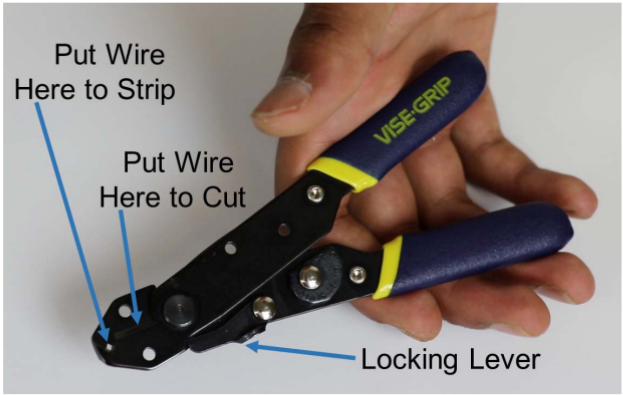 Put Wire
Here to Strip
VISE-GRIP
Put Wire
Here to Cut
Locking Lever